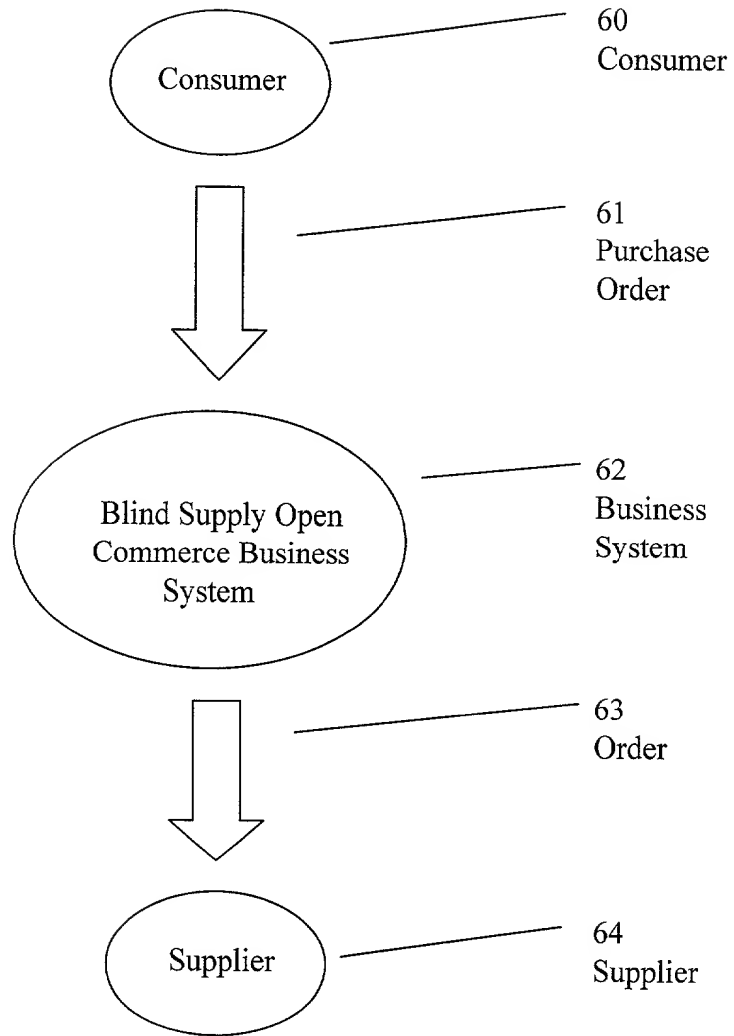 Consumer
60
Consumer
61
Purchase
Order
Blind Supply Open
Commerce Business
System
62
Business
System
63
Order
Supplier
64
Supplier